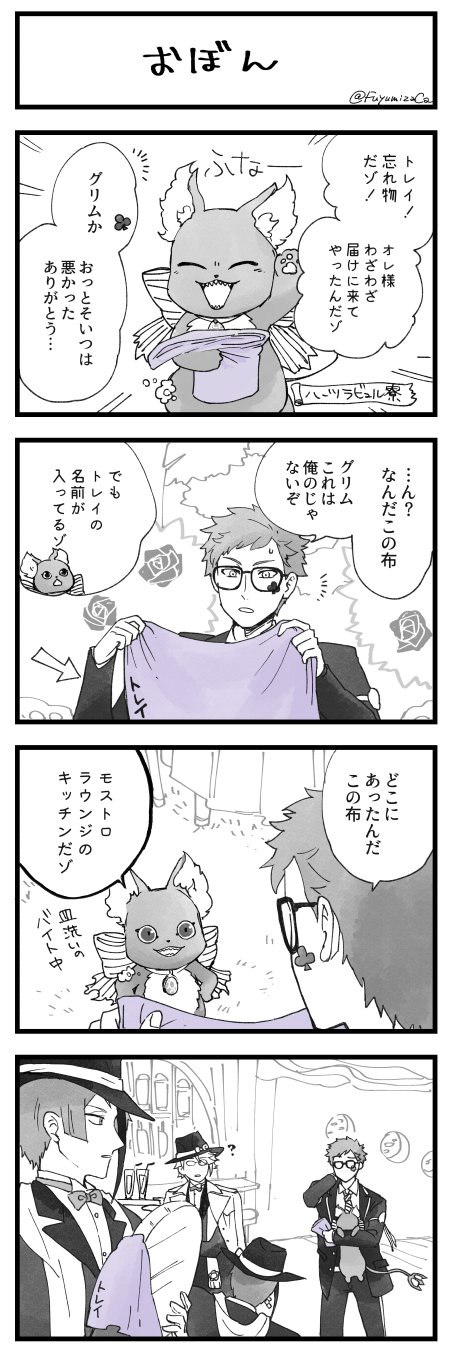 おぼん
@FuyumizaCa
トレイ!
忘れ物
だゾ!
オレ様
わざわざ
届けに来て
やったんだゾ
ふなー
グリムか
おっとそいつは
悪かった
ありがとう…
ハーツラビュル寮
…ん?
なんだこの布
グリム
これは
俺のじゃ
ないぞ
でも
トレイの
名前が
入ってるゾ
トレイ
どこに
あったんだ
この布
モストロ
ラウンジの
キッチンだゾ
皿洗いの
バイト中
?
トレイ